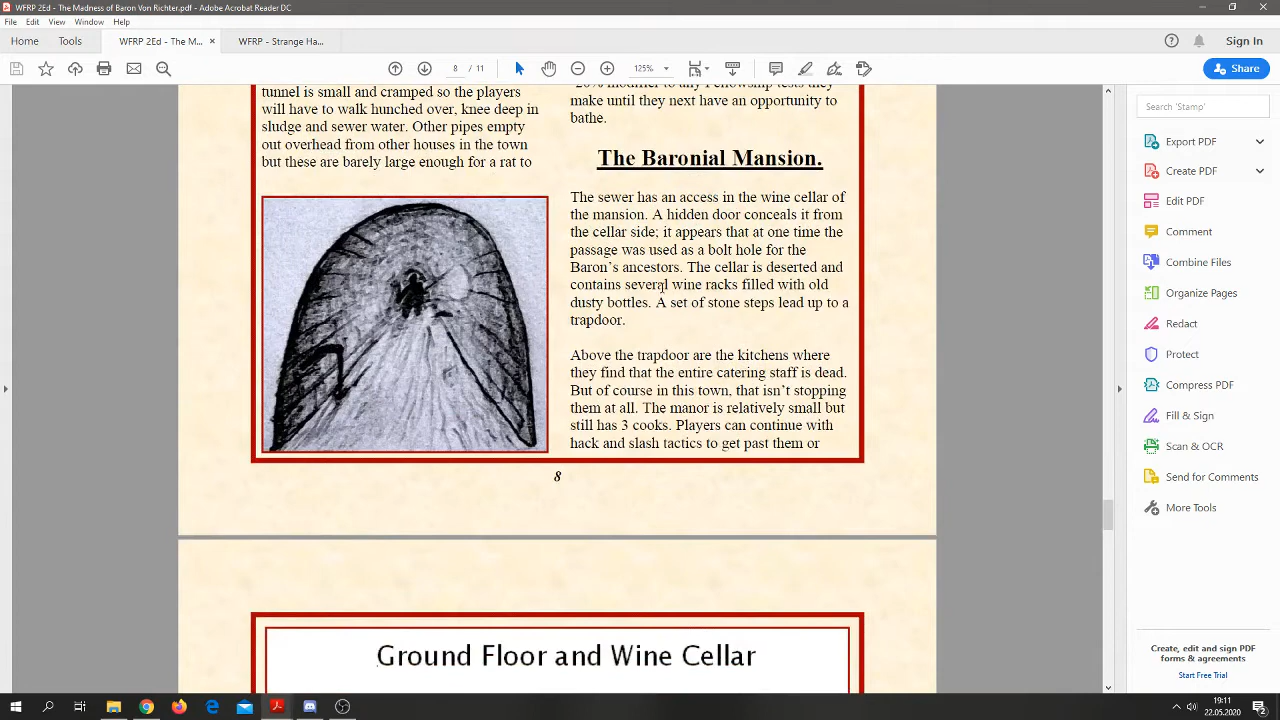 WFRP 2Ed - The Madness of Baron Von Richter.pdf - Adobe Acrobat Reader DC
File Edit View Window Help
Home Tools WFRP 2Ed - The M... × WFRP - Strange Ha... Sign In
8 / 11 125% Share
tunnel is small and cramped so the players
will have to walk hunched over, knee deep in
sludge and sewer water. Other pipes empty
out overhead from other houses in the town
but these are barely large enough for a rat to
modifier to any Fellowship tests they
make until they next have an opportunity to
bathe.
The Baronial Mansion.
The sewer has an access in the wine cellar of
the mansion. A hidden door conceals it from
the cellar side; it appears that at one time the
passage was used as a bolt hole for the
Baron's ancestors. The cellar is deserted and
contains several wine racks filled with old
dusty bottles. A set of stone steps lead up to a
trapdoor.
Above the trapdoor are the kitchens where
they find that the entire catering staff is dead.
But of course in this town, that isn't stopping
them at all. The manor is relatively small but
still has 3 cooks. Players can continue with
hack and slash tactics to get past them or
8
Ground Floor and Wine Cellar
Search 'Stamp'
Export PDF
Create PDF
Edit PDF
Comment
Combine Files
Organize Pages
Redact
Protect
Compress PDF
Fill & Sign
Scan & OCR
Send for Comments
More Tools
Create, edit and sign PDF
forms & agreements
Start Free Trial
19:11
22.05.2020
2